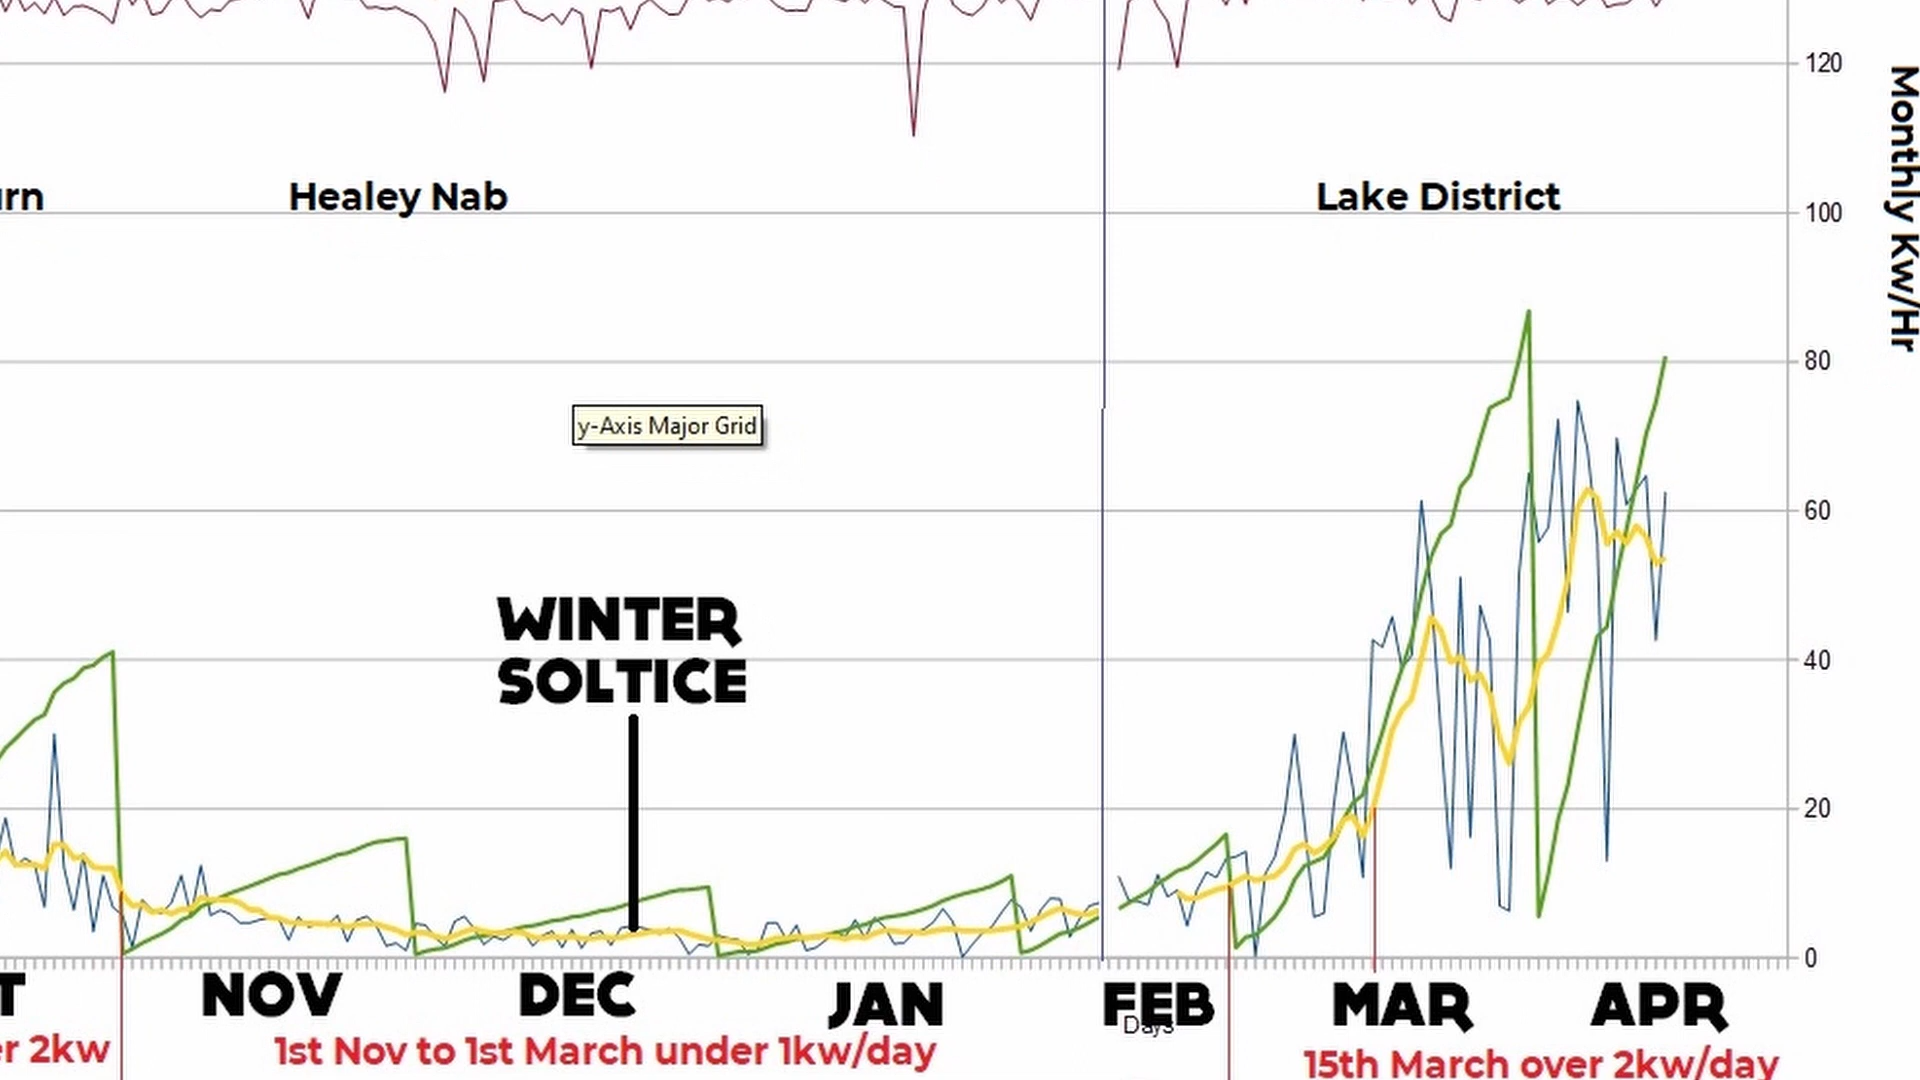 120
urn
Healey Nab
Lake District
100
Monthly Kw/Hr
80
y-Axis Major Grid
60
WINTER
SOLTICE
40
20
0
T
NOV
DEC
JAN
FEB
MAR
APR
Days
er 2kw
1st Nov to 1st March under 1kw/day
15th March over 2kw/day